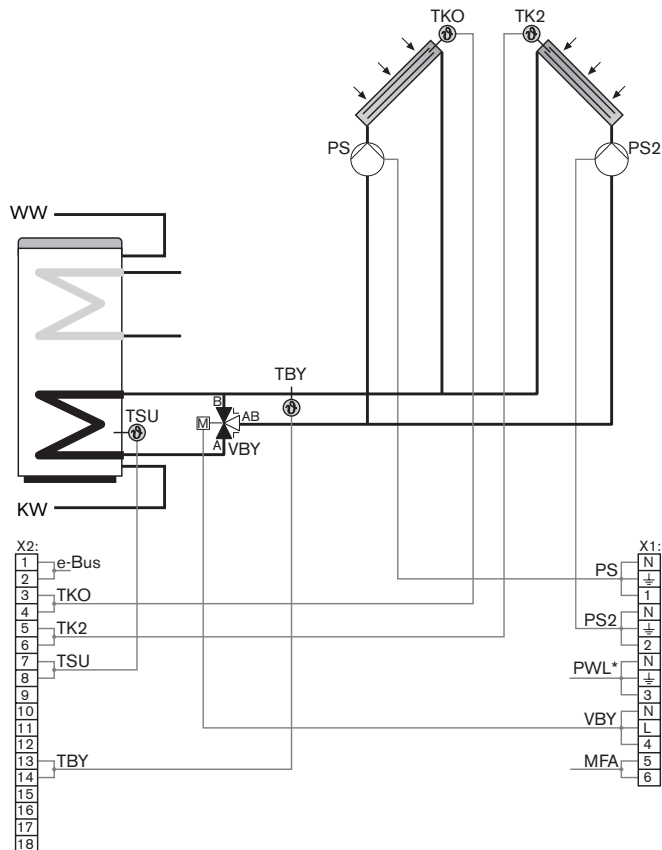 TKO TK2
PS PS2
WW
TBY
TSU
B
AB
M
A VBY
KW
X2:
1 e-Bus
2
3 TKO
4
5 TK2
6
7 TSU
8
9
10
11
12
13 TBY
14
15
16
17
18
X1:
PS N
⏚
1
N
PS2 ⏚
2
PWL* N
⏚
3
N
VBY L
4
MFA 5
6